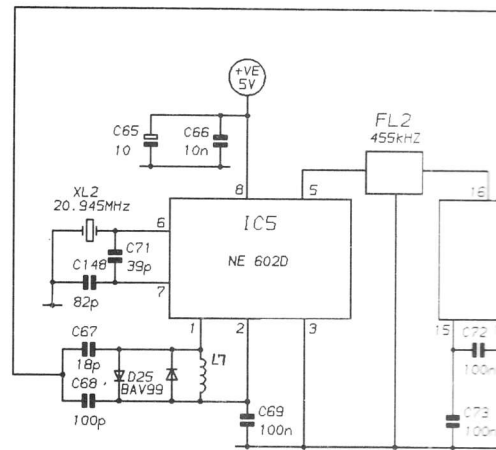 +VE
5V
C65
10
C66
10n
FL2
455kHZ
XL2
20.945MHz
8
5
16
6
IC5
C71
39p
NE 602D
C148
82p
7
1
2
3
15
C72
100n
C67
18p
L7
D25
BAV99
C68
100p
C69
100n
C73
100n